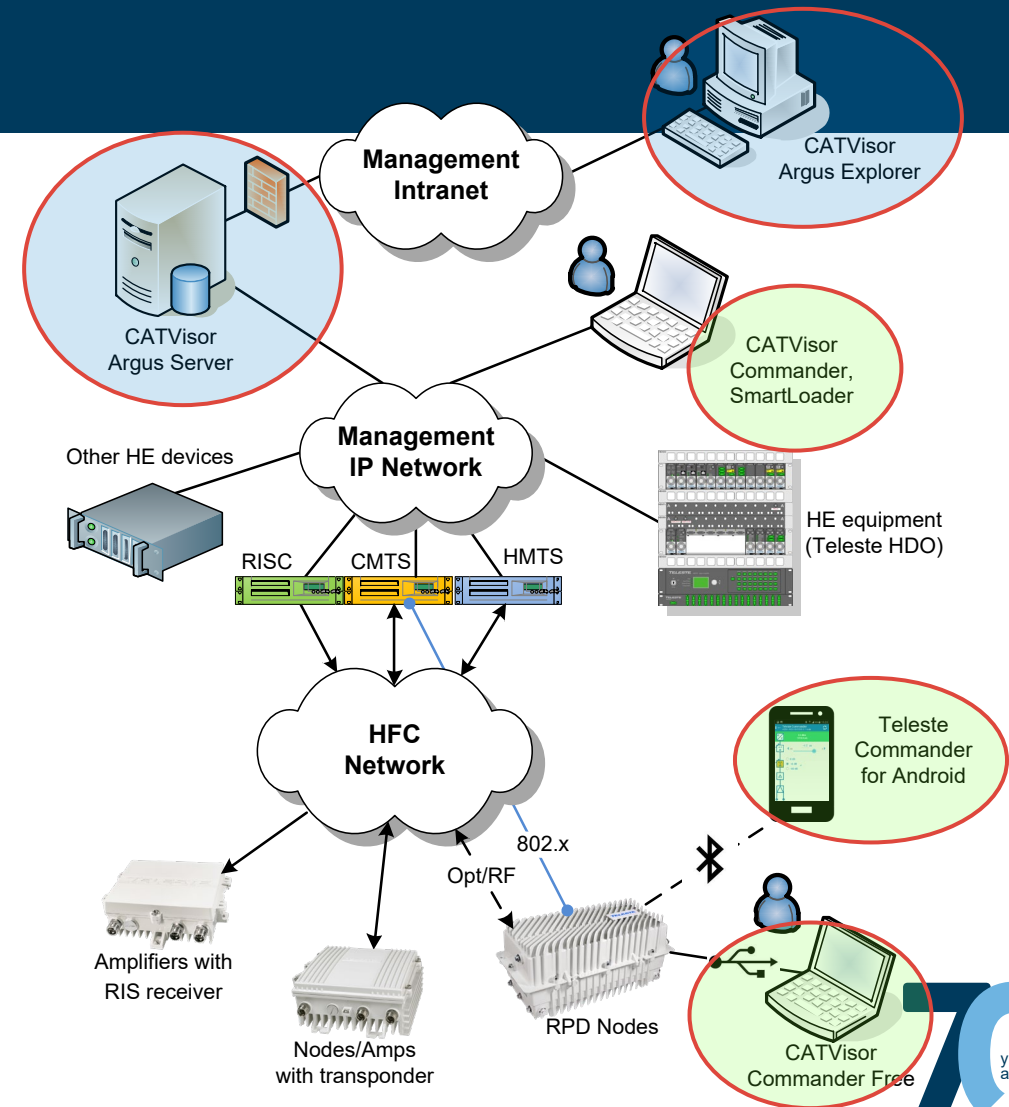 Management
Intranet
CATVisor
Argus Explorer
CATVisor
Argus Server
CATVisor
Commander,
SmartLoader
Management
IP Network
Other HE devices
HE equipment
(Teleste HDO)
RISC
CMTS
HMTS
HFC
Network
Teleste
Commander
for Android
802.x
Opt/RF
Amplifiers with
RIS receiver
RPD Nodes
Nodes/Amps
with transponder
CATVisor
Commander Free
70